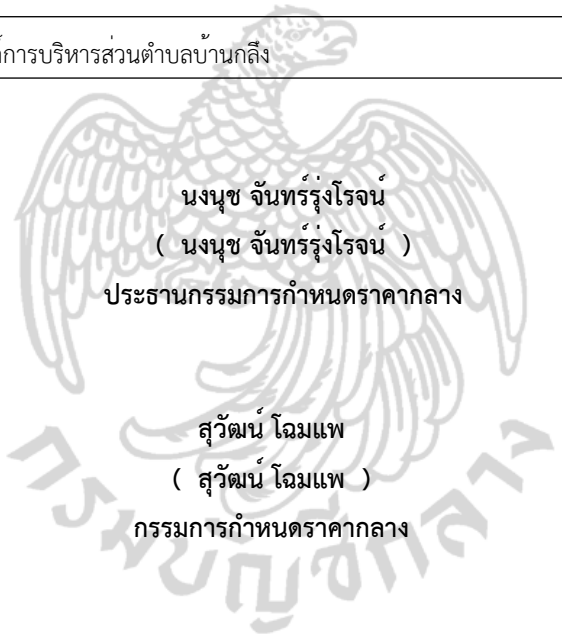 การบริหารส่วนตำบลบ้านกลึง
นงนุช จันทร์รุ่งโรจน์
( นงนุช จันทร์รุ่งโรจน์ )
ประธานกรรมการกำหนดราคากลาง
สุวัฒน์ โฉมแพ
( สุวัฒน์ โฉมแพ )
กรรมการกำหนดราคากลาง
กรมบัญชีกลาง